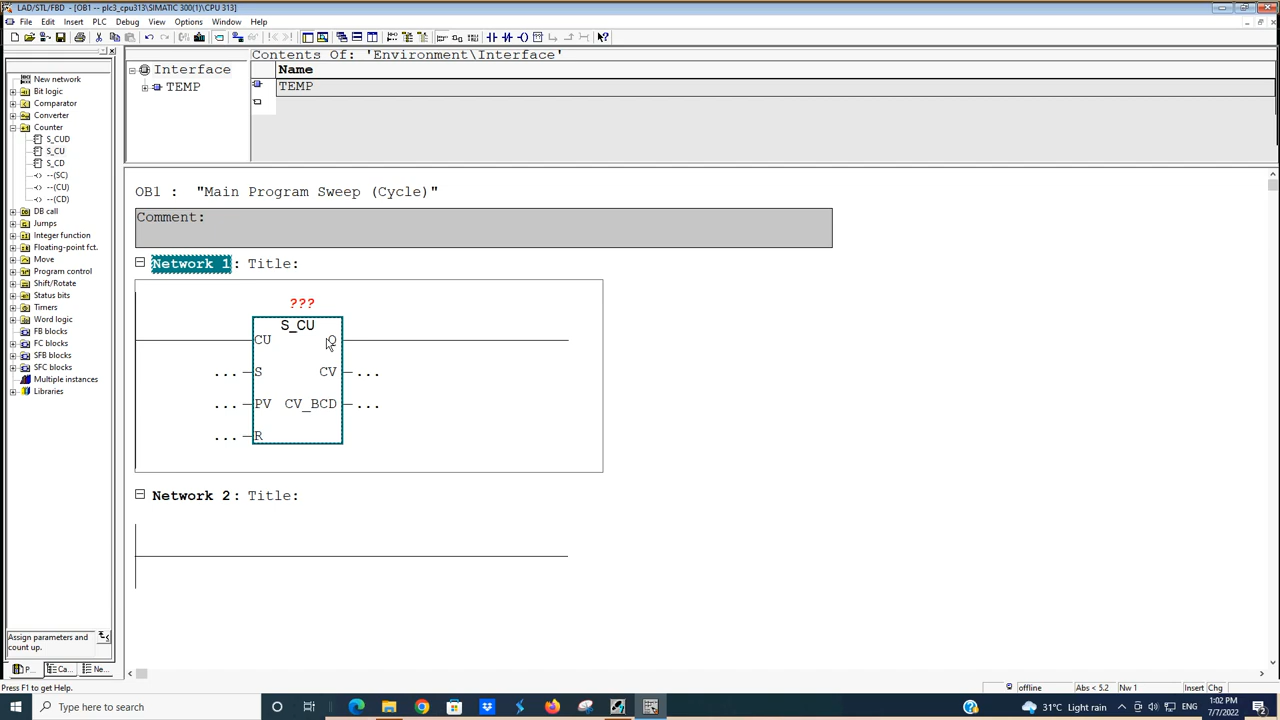 LAD/STL/FBD - [OB1 -- plc3_cpu313\SIMATIC 300(1)\CPU 313]
File Edit Insert PLC Debug View Options Window Help
Contents Of: 'Environment\Interface'
Interface
TEMP
Name
TEMP
New network
Bit logic
Comparator
Converter
Counter
S_CUD
S_CU
S_CD
--(SC)
--(CU)
--(CD)
DB call
Jumps
Integer function
Floating-point fct.
Move
Program control
Shift/Rotate
Status bits
Timers
Word logic
FB blocks
FC blocks
SFB blocks
SFC blocks
Multiple instances
Libraries
Assign parameters and
count up.
P... Ca... Ne...
OB1 : "Main Program Sweep (Cycle)"
Comment:
Network 1: Title:
???
S_CU
CU Q
... S CV ...
... PV CV_BCD ...
... R
Network 2: Title:
Press F1 to get Help.
offline Abs < 5.2 Nw 1 Insert Chg
Type here to search
31°C Light rain ENG 1:02 PM
7/7/2022 2